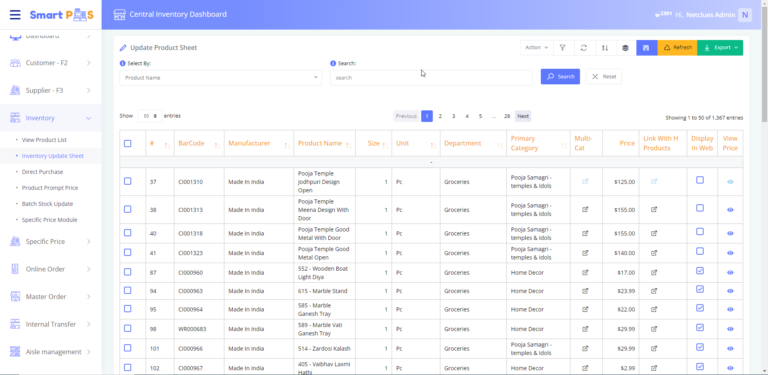 Smart POS
Central Inventory Dashboard
Hi, Netclues Admin
N
Dashboard
Customer - F2
Supplier - F3
Inventory
View Product List
Inventory Update Sheet
Direct Purchase
Product Prompt Price
Batch Stock Update
Specific Price Module
Specific Price
Online Order
Master Order
Internal Transfer
Aisle management
Update Product Sheet
Action
Refresh
Export
Select By:
Search:
Product Name
search
Search
Reset
Show 50 entries
Previous 1 2 3 4 5 ... 28 Next
Showing 1 to 50 of 1,367 entries
# BarCode Manufacturer Product Name Size Unit Department Primary Category Multi-Cat Price Link With H Products Display In Web View Price
-
37 CI001310 Made In India Pooja Temple Jodhpuri Design Open 1 Pc Groceries Pooja Samagri - temples & Idols $125.00
38 CI001313 Made In India Pooja Temple Meena Design With Door 1 Pc Groceries Pooja Samagri - temples & Idols $155.00
40 CI001318 Made In India Pooja Temple Good Metal With Door 1 Pc Groceries Pooja Samagri - temples & Idols $155.00
41 CI001323 Made In India Pooja Temple Good Metal Open 1 Pc Groceries Pooja Samagri - temples & Idols $140.00
87 CI000960 Made In India 552 - Wooden Boat Light Diya 1 Pc Groceries Home Decor $17.00
94 CI000963 Made In India 615 - Marble Stand 1 Pc Groceries Home Decor $23.99
95 CI000964 Made In India 585 - Marble Ganesh Tray 1 Pc Groceries Home Decor $22.00
98 WR000683 Made In India 589 - Marble Vati Ganesh Tray 1 Pc Groceries Home Decor $29.99
101 CI000966 Made In India 514 - Zardosi Kalash 1 Pc Groceries Pooja Samagri - temples & Idols $29.99
102 CI000967 Made In India 405 - Vaibhav Laxmi Hathi 1 Pc Groceries Home Decor $2.99